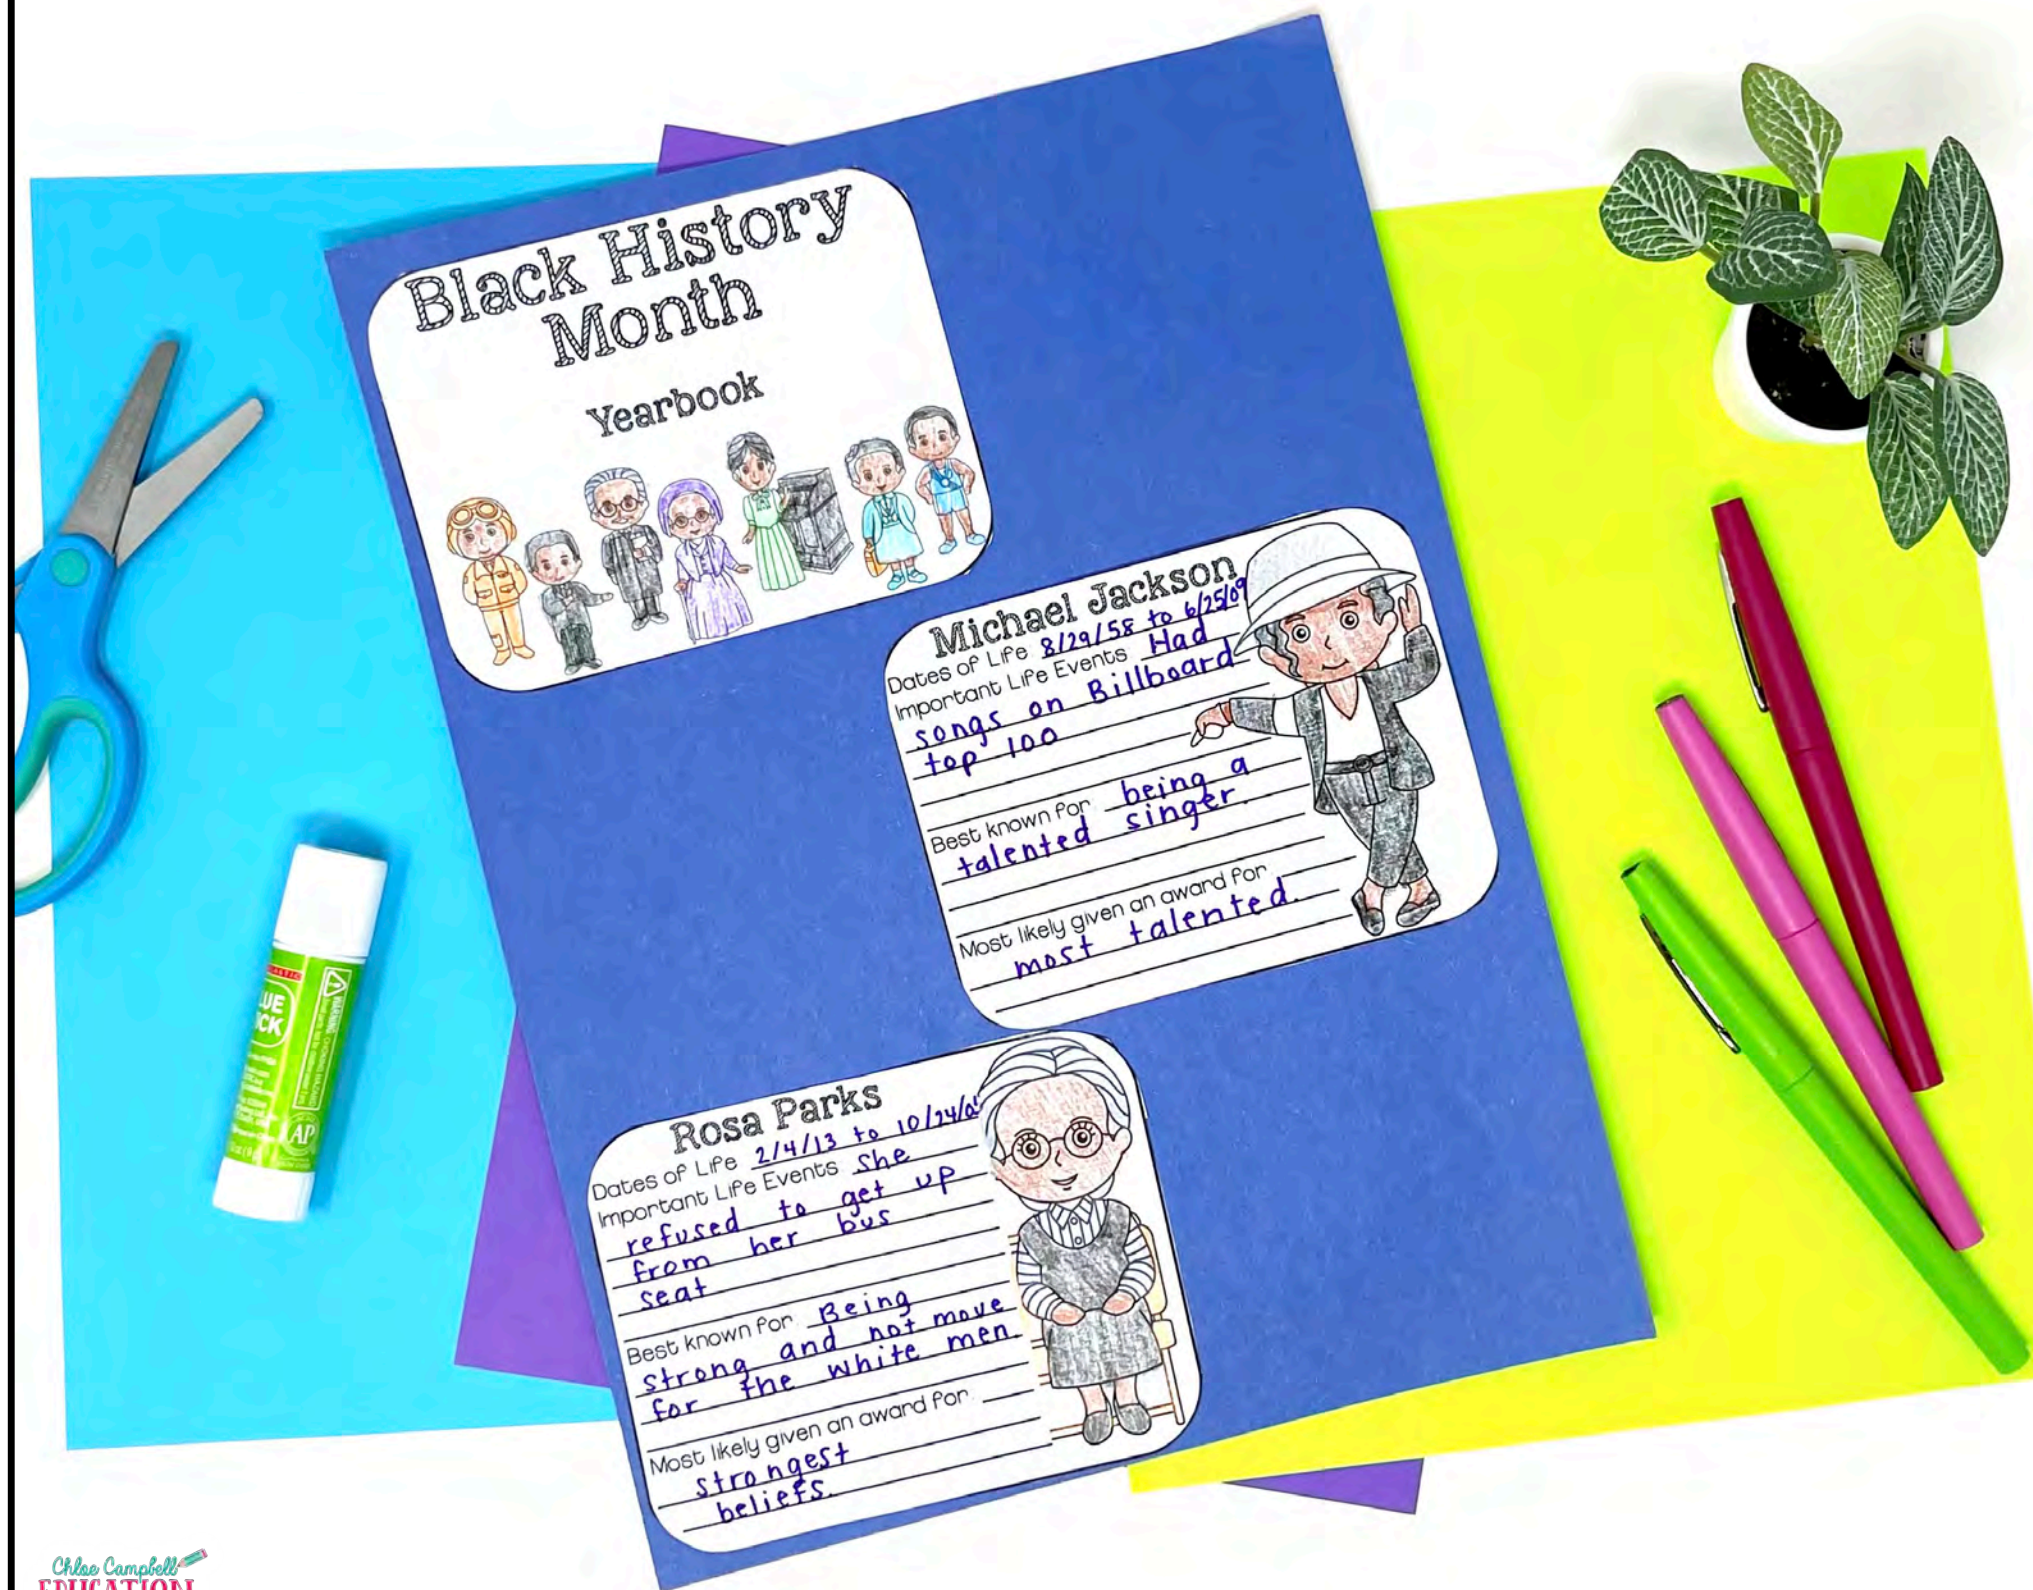 Black History
Month
Yearbook
Michael Jackson
Dates of Life 8/29/58 to 6/25/09
Important Life Events Had
songs on Billboard
top 100
Best known for being a
talented singer
Most likely given an award for
most talented.
Rosa Parks
Dates of Life 2/4/13 to 10/24/0
Important Life Events She
refused to get up
from her bus
seat
Best known for Being
strong and not move
for the white men.
Most likely given an award for
strongest
beliefs.
AP
WARNING:
Chloe Campbell
EDUCATION